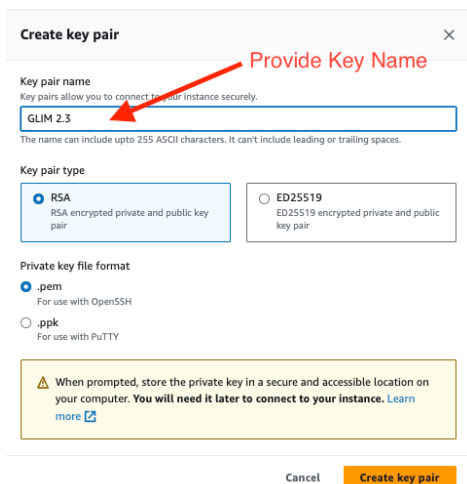 Create key pair
Provide Key Name
Key pair name
Key pairs allow you to connect to your instance securely.
GLIM 2.3
The name can include upto 255 ASCII characters. It can't include leading or trailing spaces.
Key pair type
RSA
RSA encrypted private and public key
pair
ED25519
ED25519 encrypted private and public
key pair
Private key file format
.pem
For use with OpenSSH
.ppk
For use with PuTTY
When prompted, store the private key in a secure and accessible location on
your computer. You will need it later to connect to your instance. Learn
more
Cancel
Create key pair